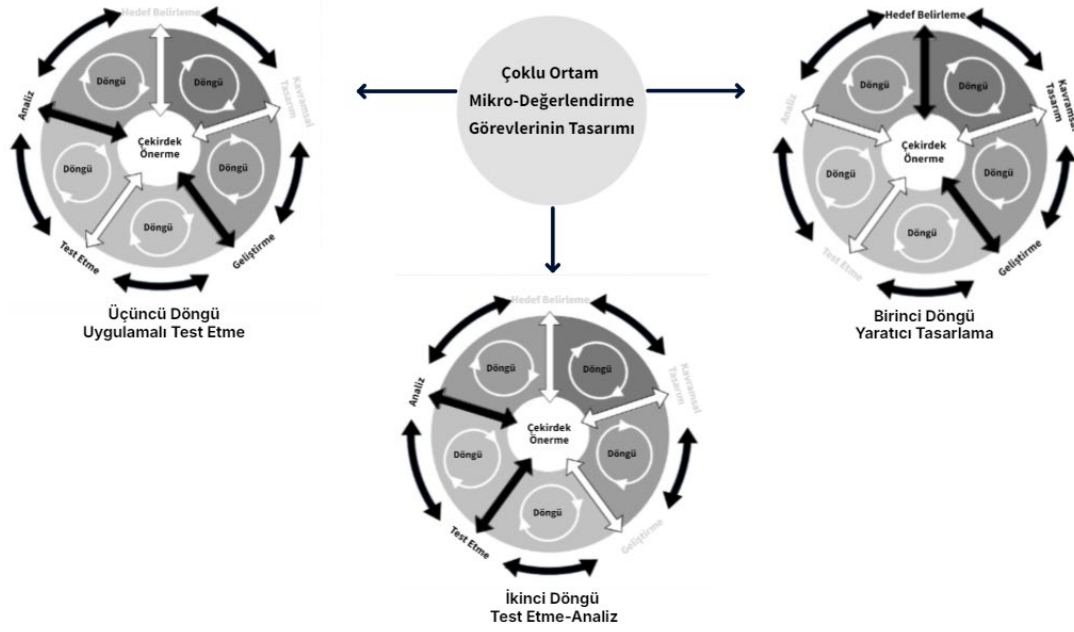 Çoklu Ortam
Mikro-Değerlendirme
Görevlerinin Tasarımı
Hedef Belirleme
Kavramsal
Tasarım
Geliştirme
Test Etme
Analiz
Döngü
Döngü
Döngü
Döngü
Döngü
Çekirdek
Önerme
Üçüncü Döngü
Uygulamalı Test Etme
Hedef Belirleme
Kavramsal
Tasarım
Geliştirme
Test Etme
Analiz
Döngü
Döngü
Döngü
Döngü
Döngü
Çekirdek
Önerme
Birinci Döngü
Yaratıcı Tasarlama
Hedef Belirleme
Kavramsal
Tasarım
Geliştirme
Test Etme
Analiz
Döngü
Döngü
Döngü
Döngü
Döngü
Çekirdek
Önerme
İkinci Döngü
Test Etme-Analiz